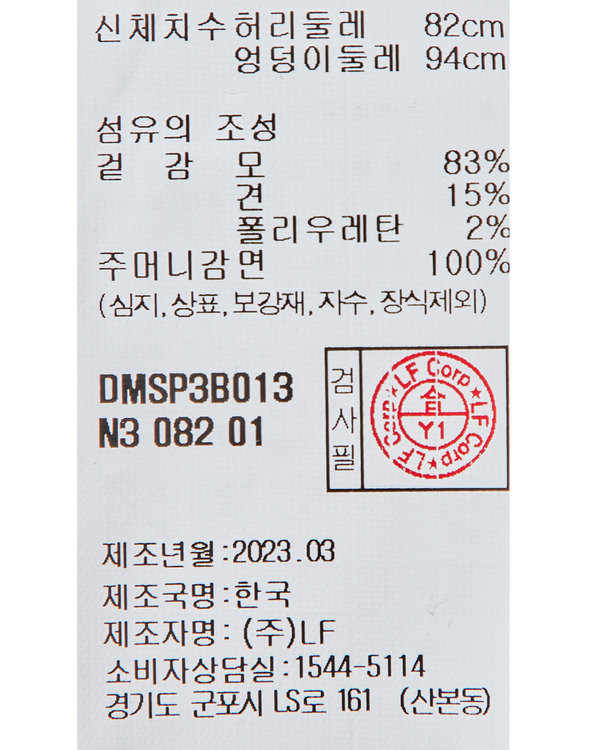 신체치수 허리둘레 82cm
엉덩이둘레 94cm
섬유의 조성
겉감 모 83%
견 15%
폴리우레탄 2%
주머니감 면 100%
(심지, 상표, 보강재, 자수, 장식제외)
DMSP3B013
N3 082 01
검사필
LF Corp ★ LF Corp ★ LF Corp ★
合
Y1
제조년월:2023.03
제조국명:한국
제조자명: (주)LF
소비자상담실:1544-5114
경기도 군포시 LS로 161 (산본동)